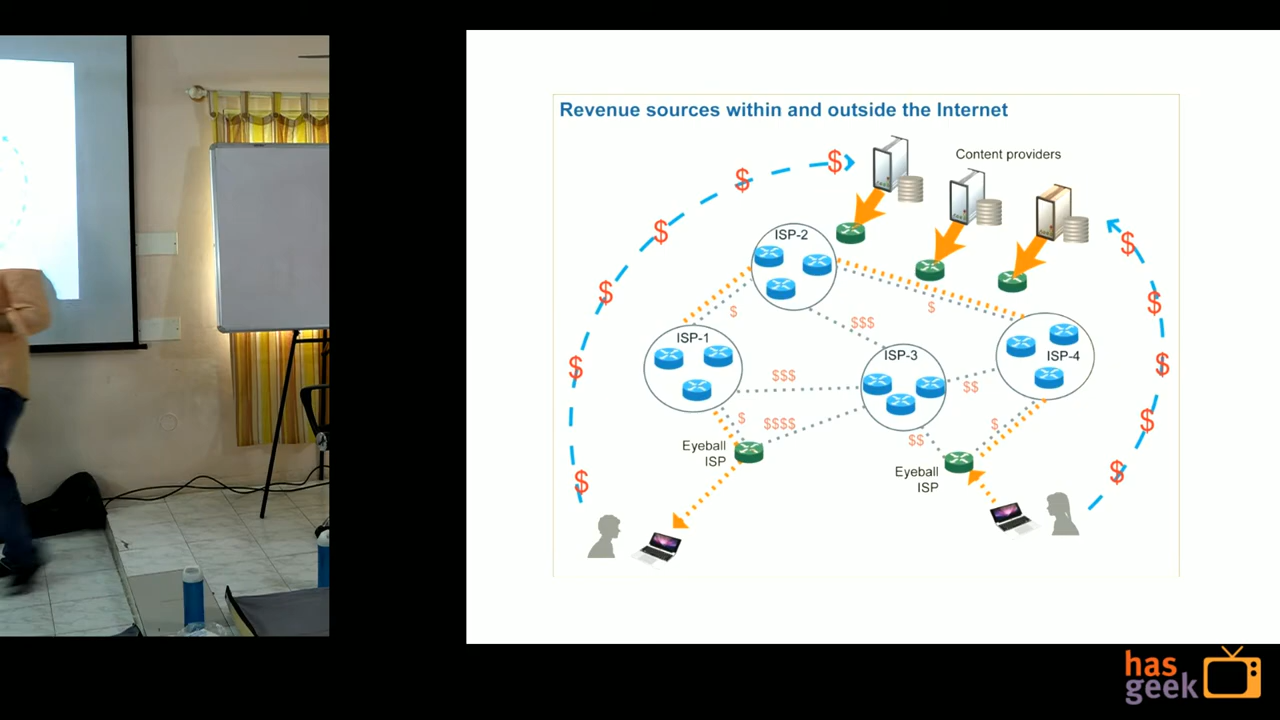 Revenue sources within and outside the Internet
Content providers
$
$
$
$
$
$
$
$
$
$
$
$
ISP-2
$
$
$$$
ISP-1
ISP-3
ISP-4
$$$
$$
$
$$$$
$$
$
Eyeball
ISP
Eyeball
ISP
has
geek